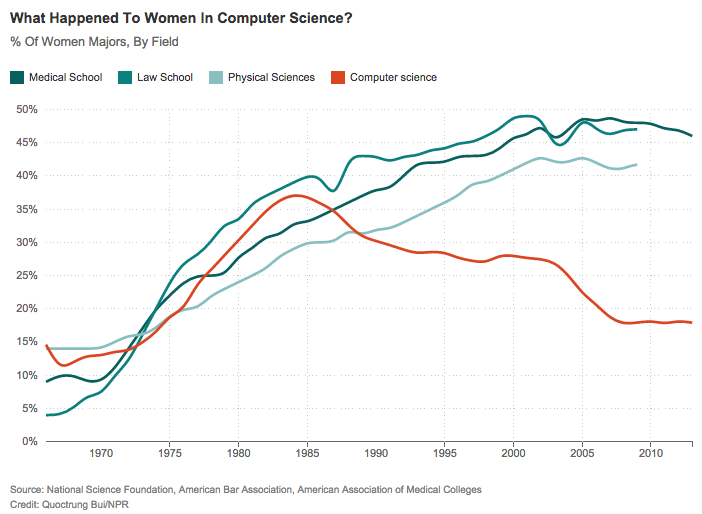 What Happened To Women In Computer Science?
% Of Women Majors, By Field
Medical School Law School Physical Sciences Computer science
50%
45%
40%
35%
30%
25%
20%
15%
10%
5%
0%
1970 1975 1980 1985 1990 1995 2000 2005 2010
Source: National Science Foundation, American Bar Association, American Association of Medical Colleges
Credit: Quoctrung Bui/NPR